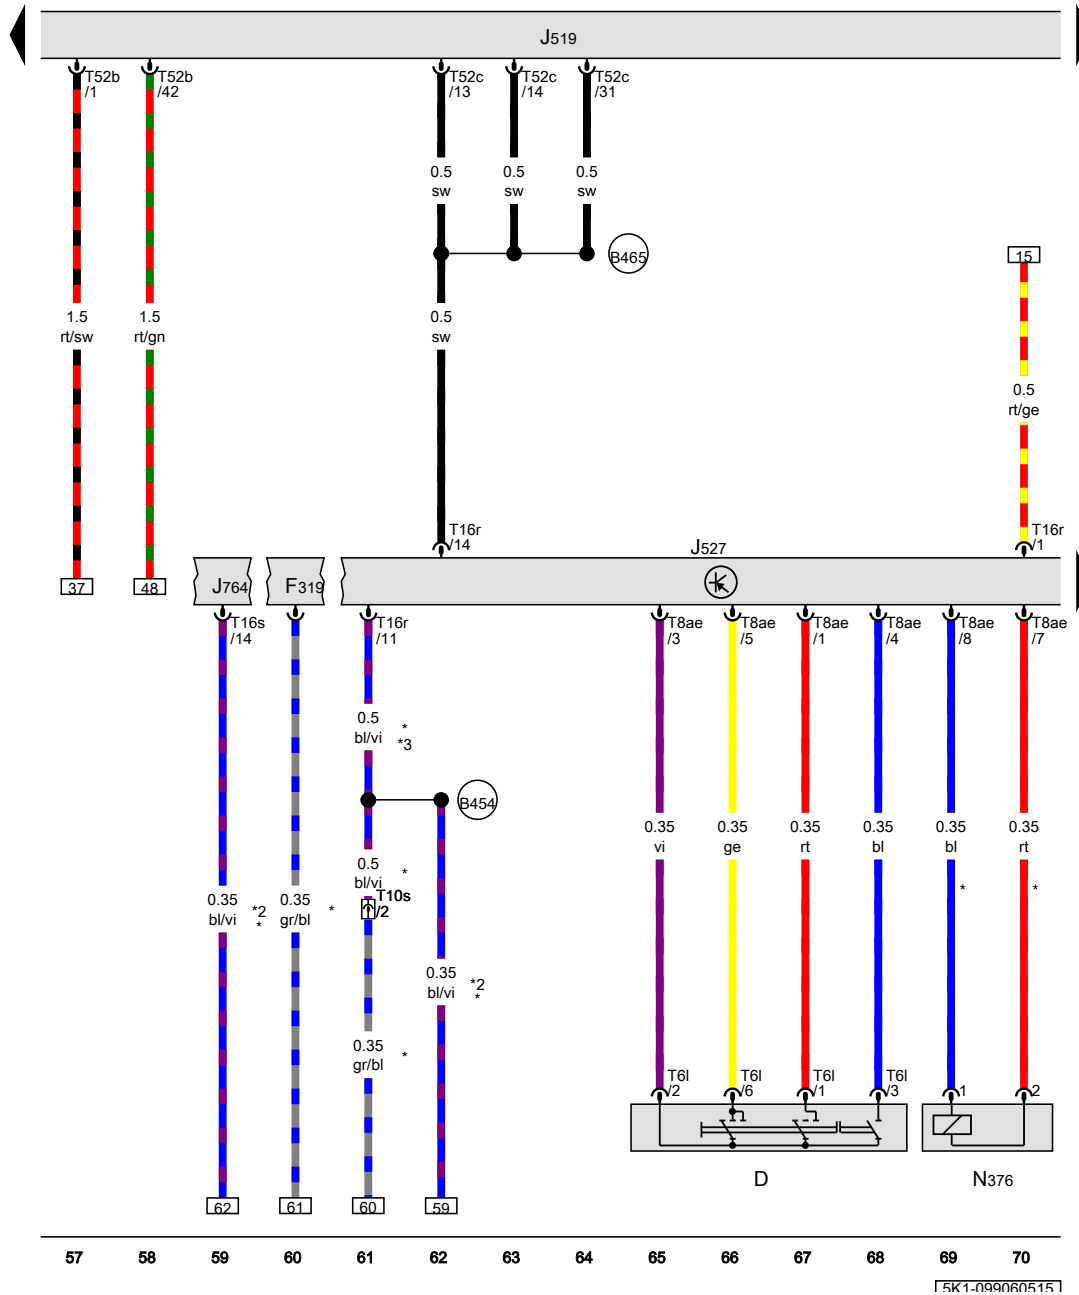 J519
T52b
/1
T52b
/42
T52c
/13
T52c
/14
T52c
/31
0.5
sw
0.5
sw
0.5
sw
B465
15
1.5
rt/sw
1.5
rt/gn
0.5
sw
0.5
rt/ge
T16r
/14
J527
T16r
/1
37
48
J764
F319
T16s
/14
T16r
/11
T8ae
/3
T8ae
/5
T8ae
/1
T8ae
/4
T8ae
/8
T8ae
/7
0.5
bl/vi
*
*3
B454
0.35
vi
0.35
ge
0.35
rt
0.35
bl
0.35
bl
*
0.35
rt
*
0.5
bl/vi
*
T10s
/2
0.35
bl/vi
*2
*
0.35
gr/bl
*
0.35
bl/vi
*2
*
0.35
gr/bl
*
T6l
/2
T6l
/6
T6l
/1
T6l
/3
1
2
D
N376
62
61
60
59
57 58 59 60 61 62 63 64 65 66 67 68 69 70
5K1-099060515